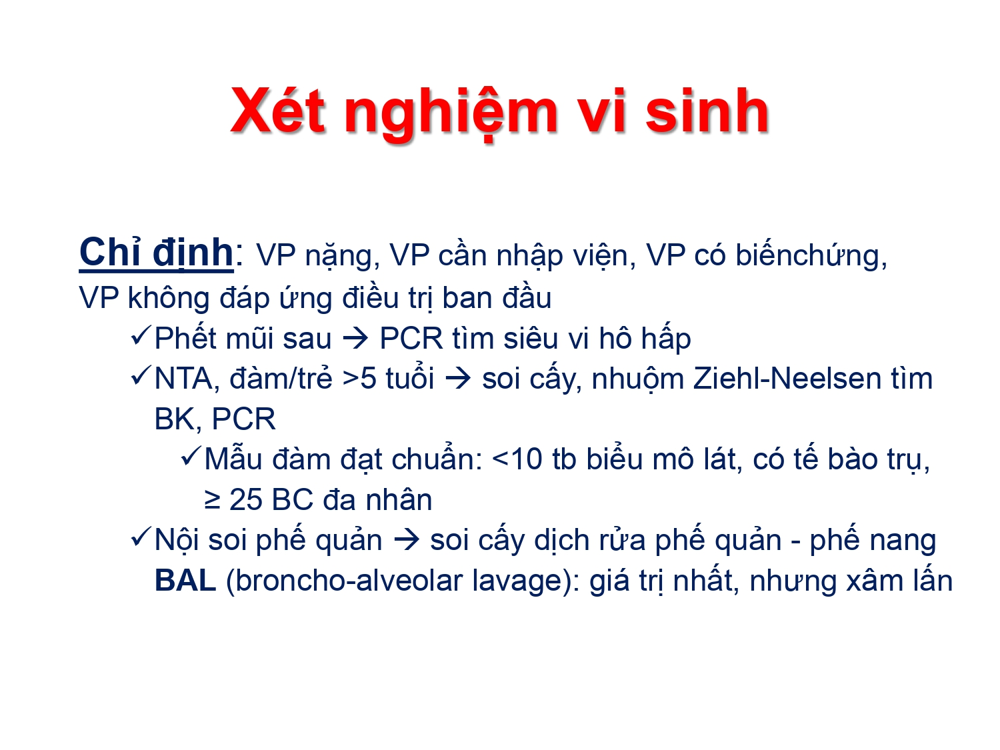 Xét nghiệm vi sinh
Chỉ định: VP nặng, VP cần nhập viện, VP có biếnchứng,
VP không đáp ứng điều trị ban đầu
✓Phết mũi sau → PCR tìm siêu vi hô hấp
✓NTA, đàm/trẻ >5 tuổi → soi cấy, nhuộm Ziehl-Neelsen tìm
BK, PCR
✓Mẫu đàm đạt chuẩn: <10 tb biểu mô lát, có tế bào trụ,
≥ 25 BC đa nhân
✓Nội soi phế quản → soi cấy dịch rửa phế quản - phế nang
BAL (broncho-alveolar lavage): giá trị nhất, nhưng xâm lấn